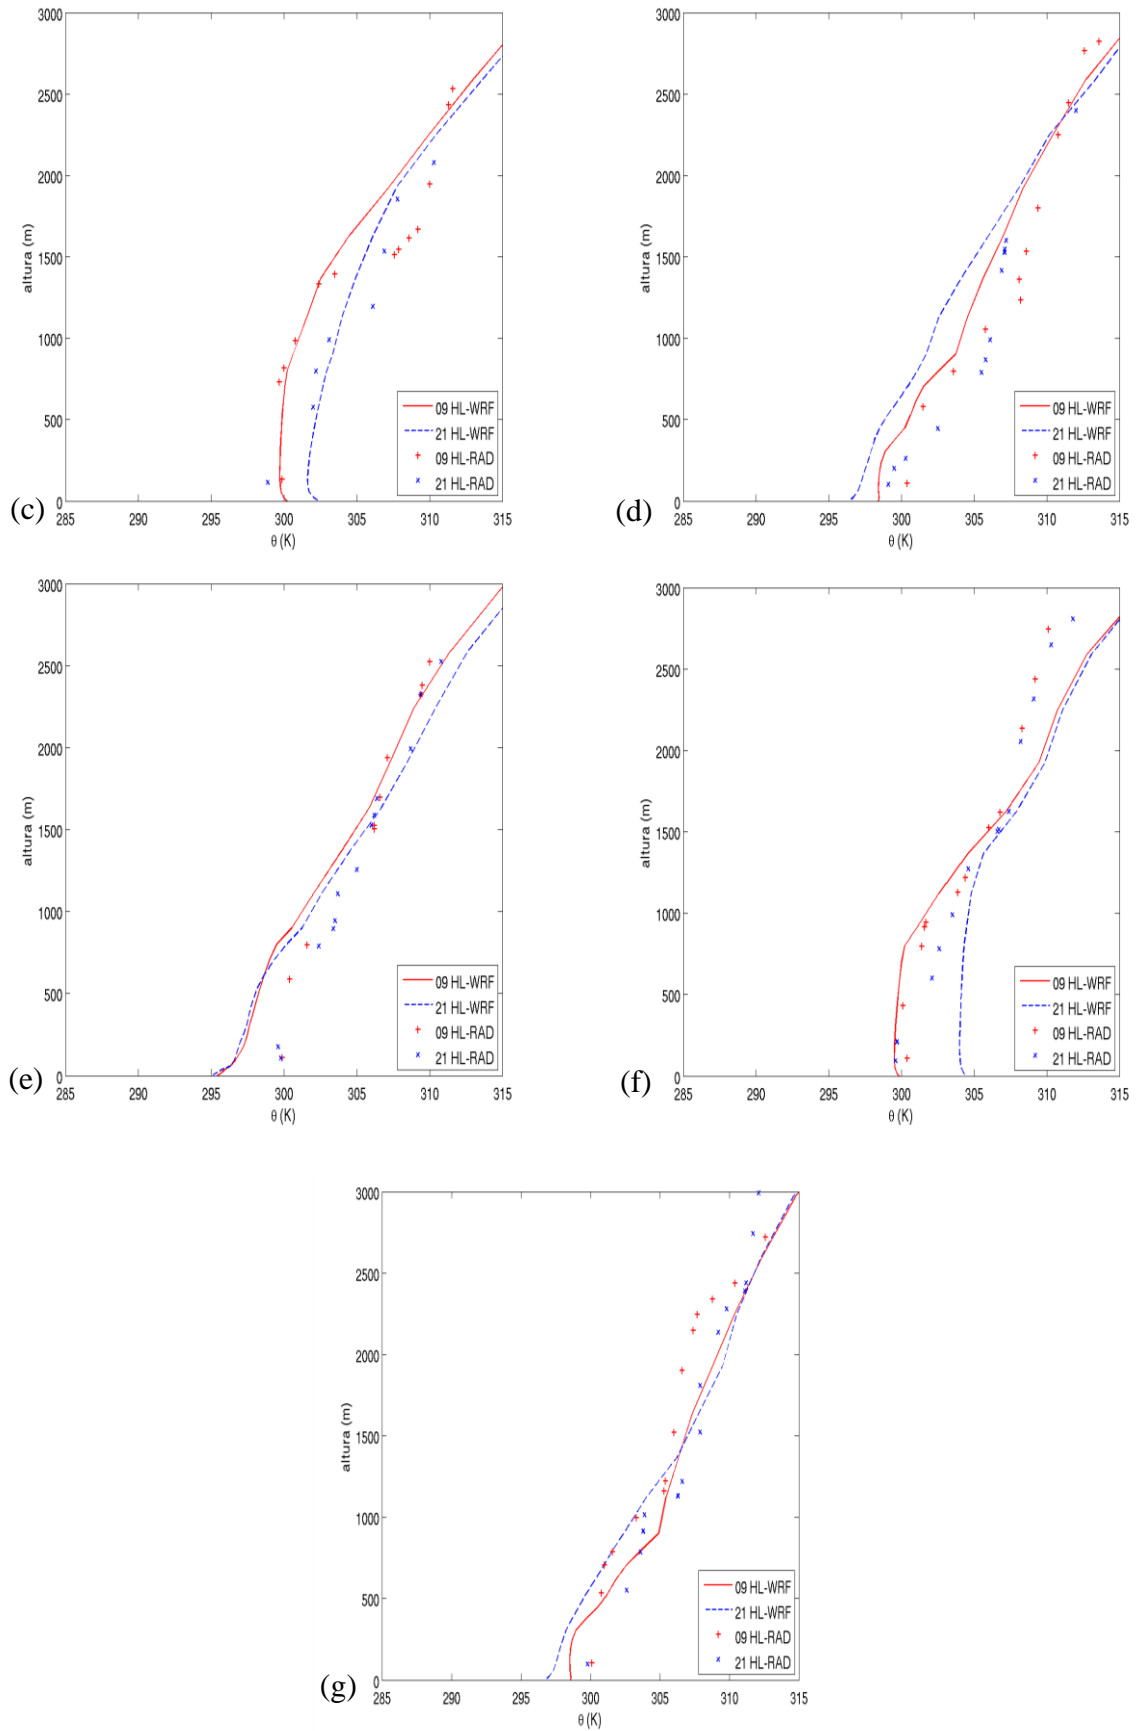 3000
2500
2000
1500
1000
500
0
altura (m)
285 290 295 300 305 310 315
θ (K)
09 HL-WRF
21 HL-WRF
09 HL-RAD
21 HL-RAD
(c)
3000
2500
2000
1500
1000
500
0
altura (m)
285 290 295 300 305 310 315
θ (K)
09 HL-WRF
21 HL-WRF
09 HL-RAD
21 HL-RAD
(d)
3000
2500
2000
1500
1000
500
0
altura (m)
285 290 295 300 305 310 315
θ (K)
09 HL-WRF
21 HL-WRF
09 HL-RAD
21 HL-RAD
(e)
3000
2500
2000
1500
1000
500
0
altura (m)
285 290 295 300 305 310 315
θ (K)
09 HL-WRF
21 HL-WRF
09 HL-RAD
21 HL-RAD
(f)
3000
2500
2000
1500
1000
500
0
altura (m)
285 290 295 300 305 310 315
θ (K)
09 HL-WRF
21 HL-WRF
09 HL-RAD
21 HL-RAD
(g)